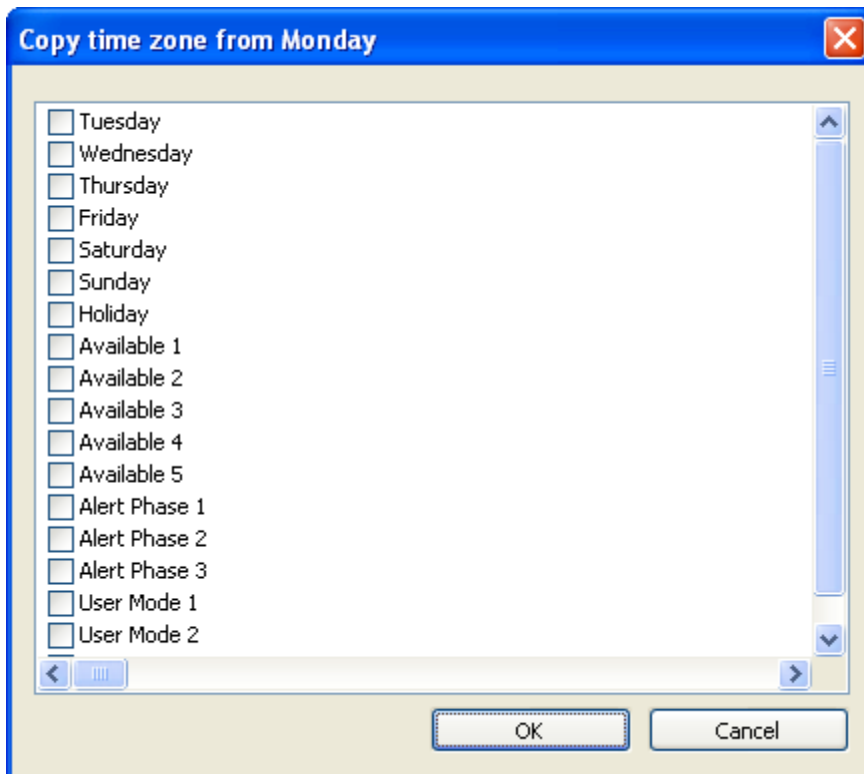 Copy time zone from Monday
Tuesday
Wednesday
Thursday
Friday
Saturday
Sunday
Holiday
Available 1
Available 2
Available 3
Available 4
Available 5
Alert Phase 1
Alert Phase 2
Alert Phase 3
User Mode 1
User Mode 2
OK
Cancel